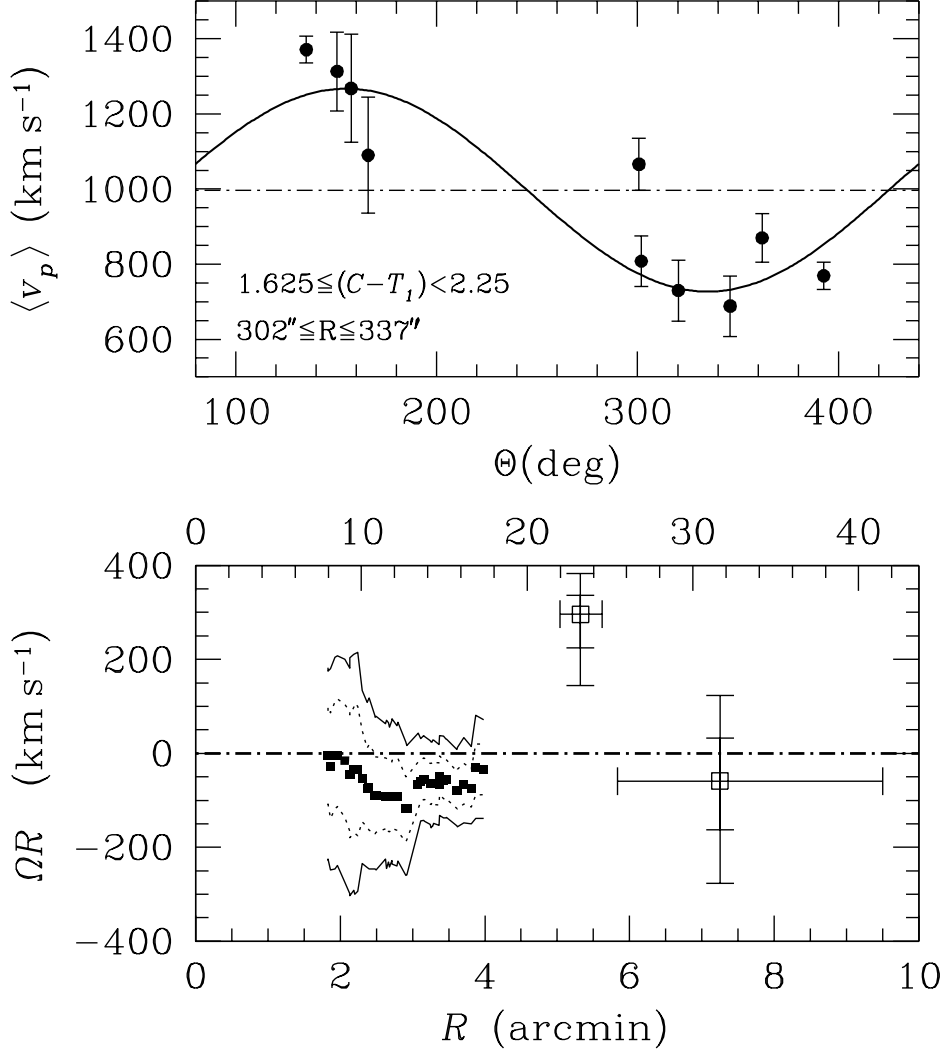 1400
1200
1000
800
600
⟨v_p⟩ (km s⁻¹)
1.625≦(C−T₁)<2.25
302″≦R≦337″
100 200 300 400
Θ(deg)
0 10 20 30 40
400
200
0
−200
−400
ΩR (km s⁻¹)
0 2 4 6 8 10
R (arcmin)